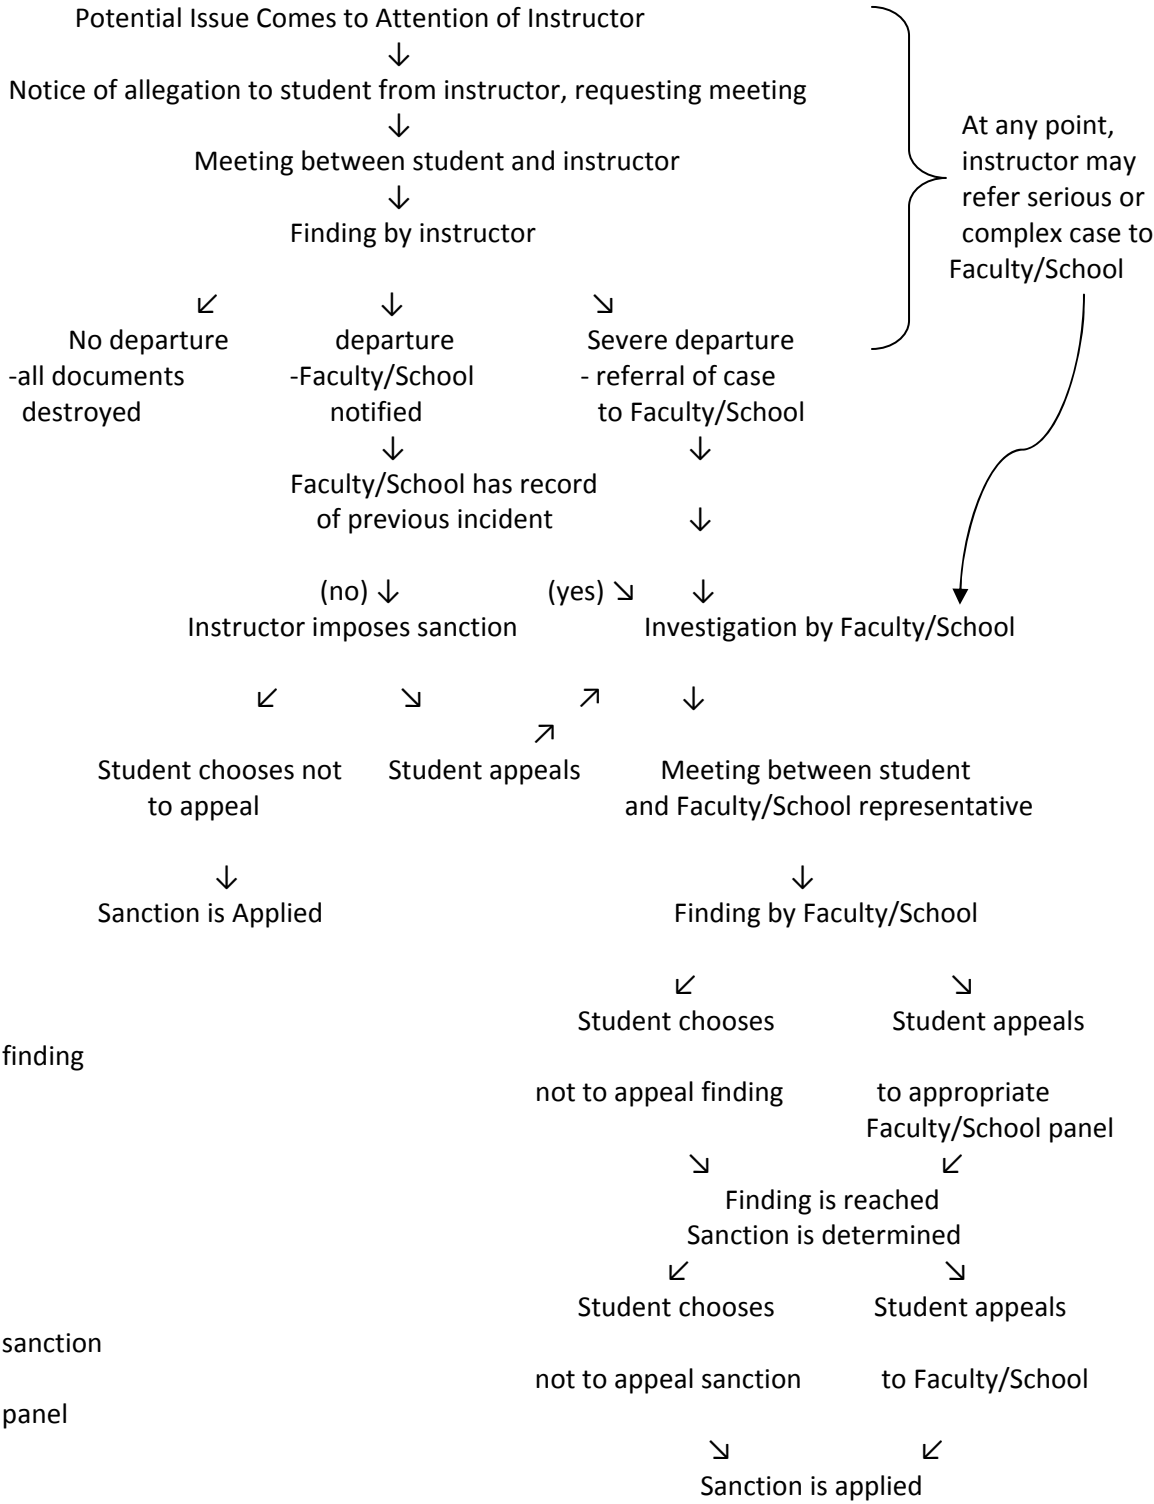 Potential Issue Comes to Attention of Instructor
↓
Notice of allegation to student from instructor, requesting meeting
↓
Meeting between student and instructor
↓
Finding by instructor
At any point,
instructor may
refer serious or
complex case to
Faculty/School
↙ ↓ ↘
No departure departure Severe departure
-all documents -Faculty/School - referral of case
destroyed notified to Faculty/School
↓ ↓
Faculty/School has record
of previous incident ↓
(no) ↓ (yes) ↘ ↓
Instructor imposes sanction Investigation by Faculty/School
↙ ↘ ↗ ↓
↗
Student chooses not Student appeals Meeting between student
to appeal and Faculty/School representative
↓ ↓
Sanction is Applied Finding by Faculty/School
↙ ↘
Student chooses Student appeals
finding
not to appeal finding to appropriate
Faculty/School panel
↘ ↙
Finding is reached
Sanction is determined
↙ ↘
Student chooses Student appeals
sanction
not to appeal sanction to Faculty/School
panel
↘ ↙
Sanction is applied